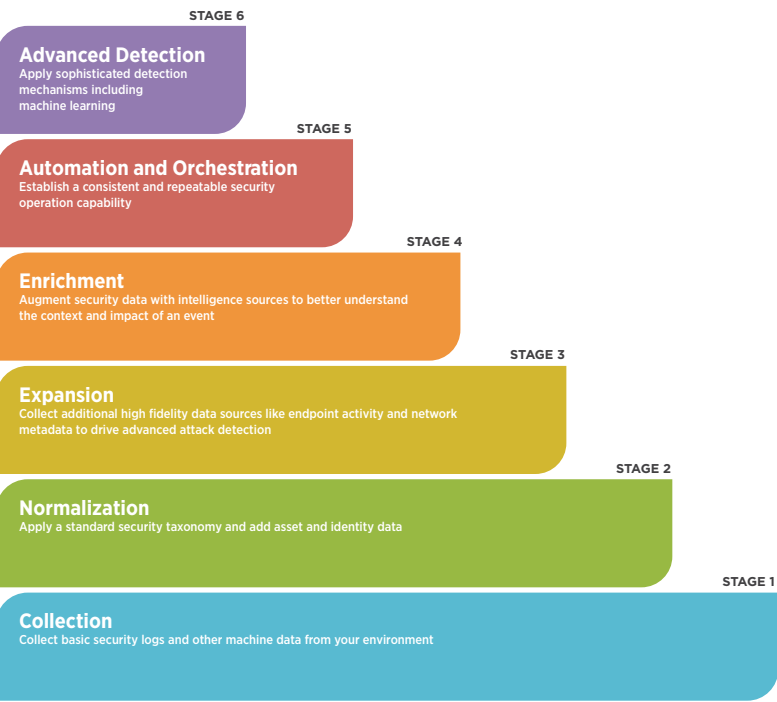 STAGE 6
Advanced Detection
Apply sophisticated detection
mechanisms including
machine learning
STAGE 5
Automation and Orchestration
Establish a consistent and repeatable security
operation capability
STAGE 4
Enrichment
Augment security data with intelligence sources to better understand
the context and impact of an event
STAGE 3
Expansion
Collect additional high fidelity data sources like endpoint activity and network
metadata to drive advanced attack detection
STAGE 2
Normalization
Apply a standard security taxonomy and add asset and identity data
STAGE 1
Collection
Collect basic security logs and other machine data from your environment